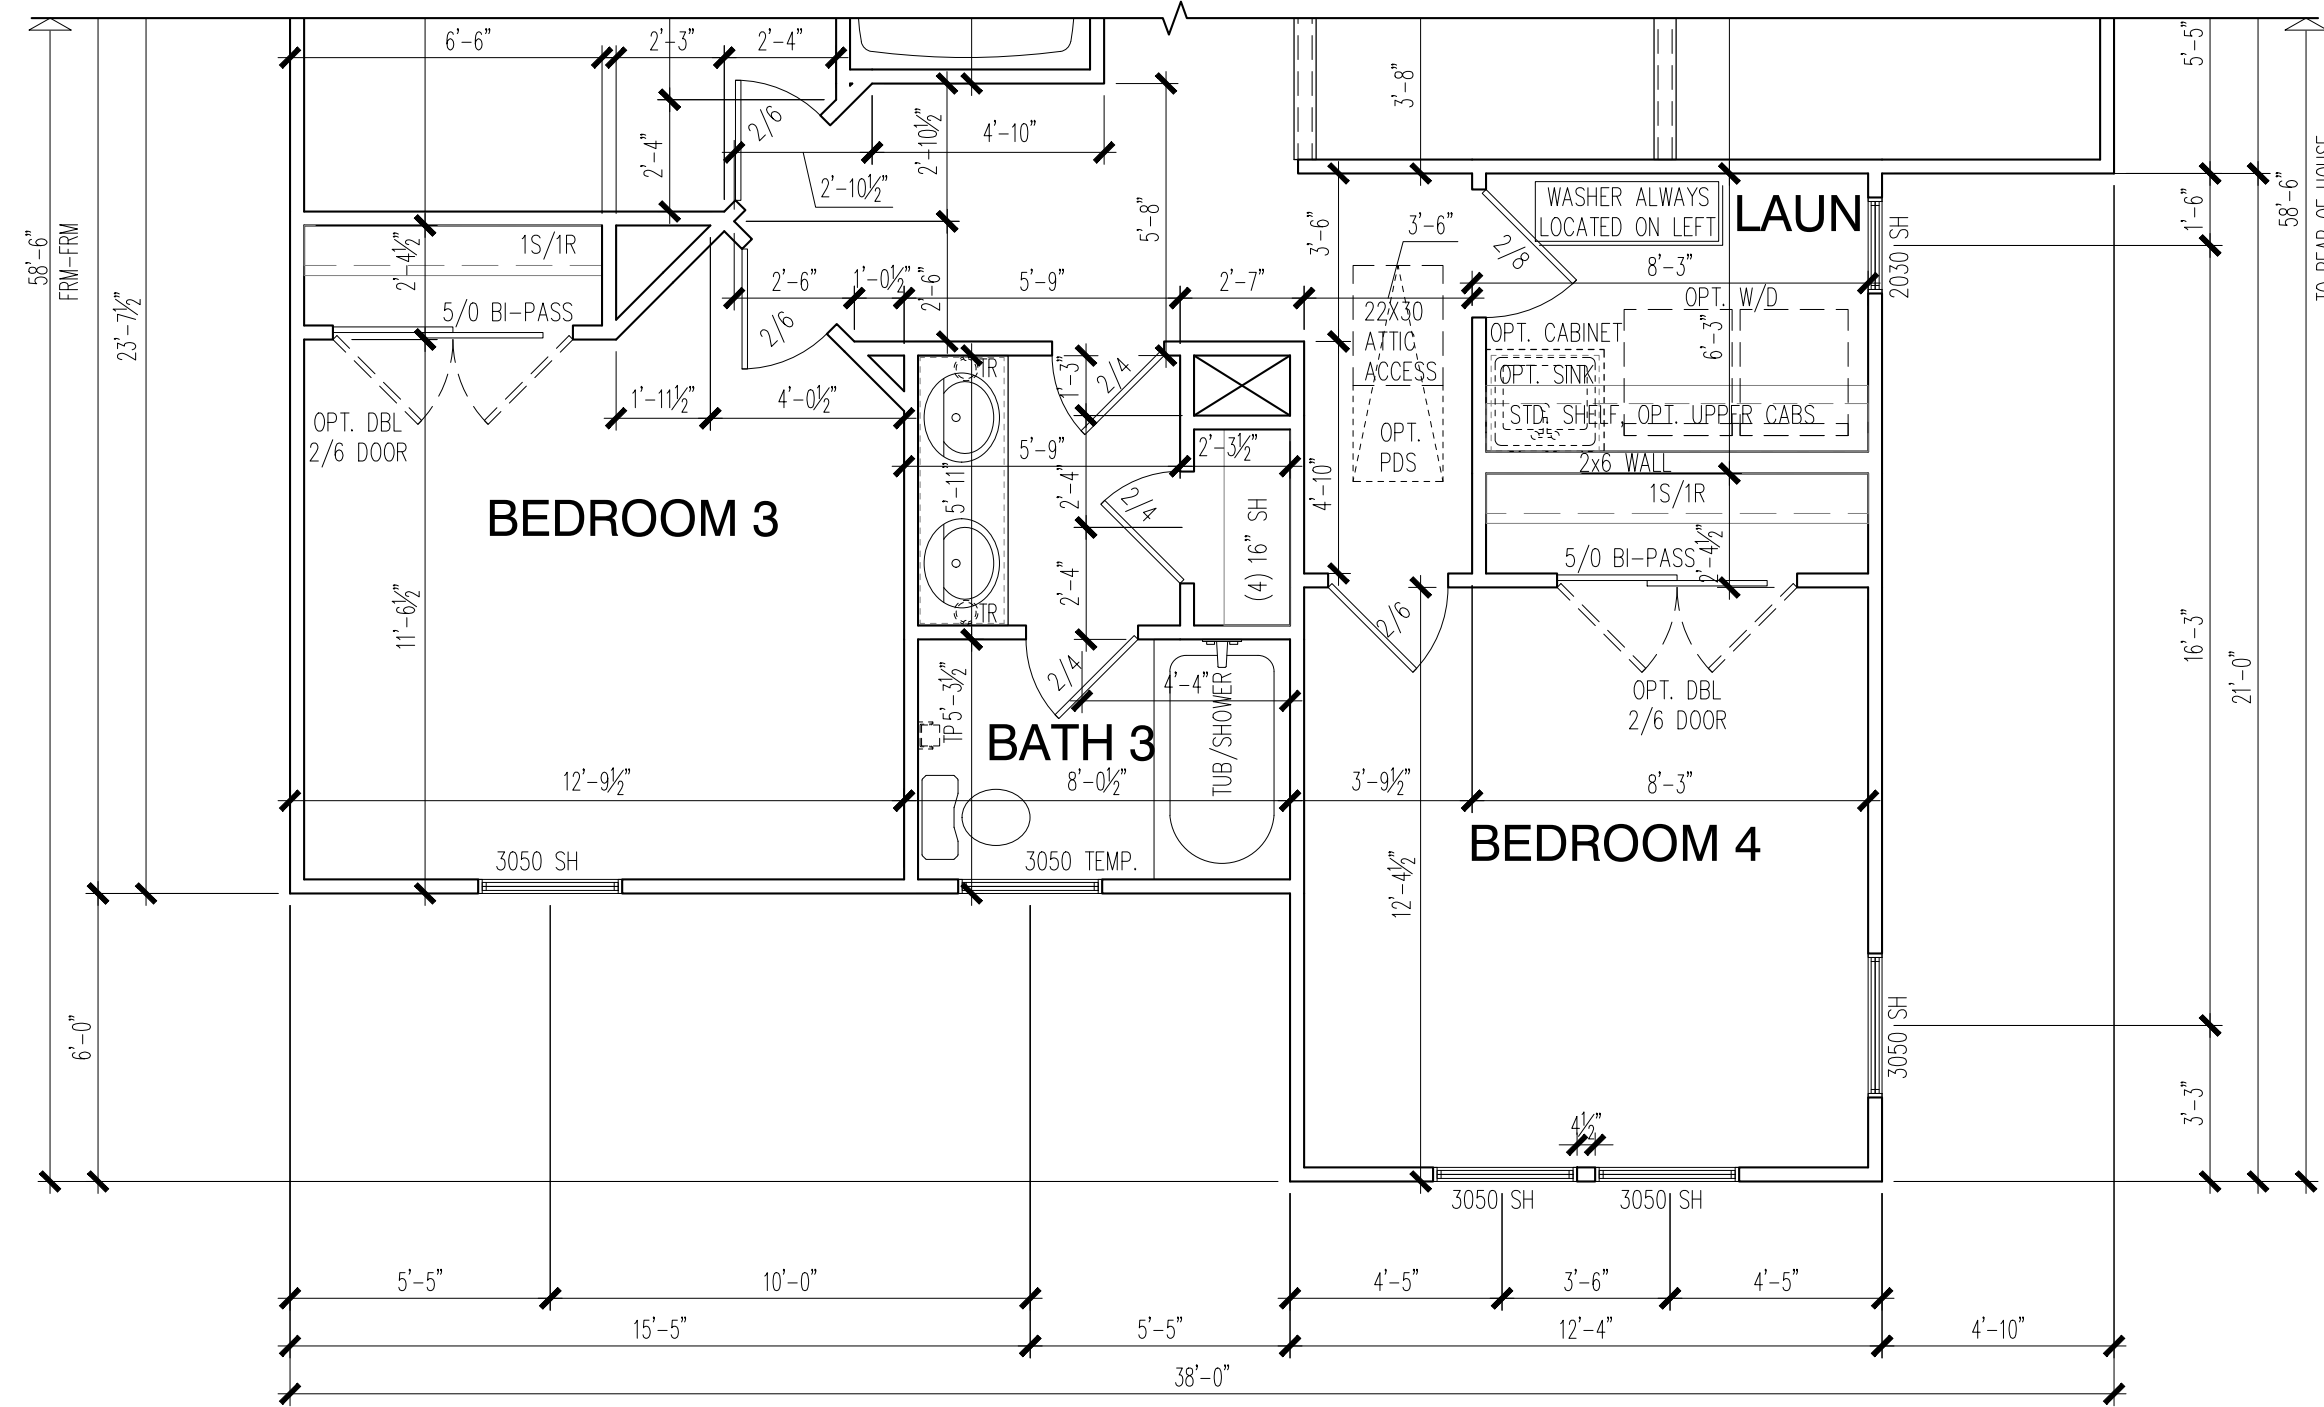 6'-6"
2'-3"
2'-4"
5'-5"
3'-8"
2/6
2'-4"
2'-10½"
4'-10"
2'-10½"
58'-6"
FRM-FRM
23'-7½"
2'-4½"
1S/1R
5/0 BI-PASS
OPT. DBL
2/6 DOOR
2'-6"
1'-0½"
2'-6"
2/6
5'-8"
5'-9"
2'-7"
3'-6"
3'-6"
WASHER ALWAYS
LOCATED ON LEFT
LAUN
2/8
8'-3"
2030 SH
1'-6"
58'-6"
TO REAR OF HOUSE
22X30
ATTIC
ACCESS
OPT.
PDS
OPT. W/D
6'-3"
OPT. CABINET
OPT. SINK
STD. SHELF, OPT. UPPER CABS
2x6 WALL
1S/1R
5/0 BI-PASS
2'-4½"
1'-11½"
4'-0½"
TR
1'-3"
2/4
5'-9"
2'-3½"
5'-11"
2'-4"
2/4
4'-10"
(4) 16" SH
2'-4"
TR
BEDROOM 3
11'-6½"
2/4
4'-4"
TP
5'-3½"
BATH 3
TUB/SHOWER
2/6
OPT. DBL
2/6 DOOR
16'-3"
21'-0"
12'-9½"
8'-0½"
3'-9½"
8'-3"
BEDROOM 4
3050 SH
3050 TEMP.
12'-4½"
6'-0"
3050 SH
3'-3"
4½"
3050 SH
3050 SH
5'-5"
10'-0"
4'-5"
3'-6"
4'-5"
15'-5"
5'-5"
12'-4"
4'-10"
38'-0"